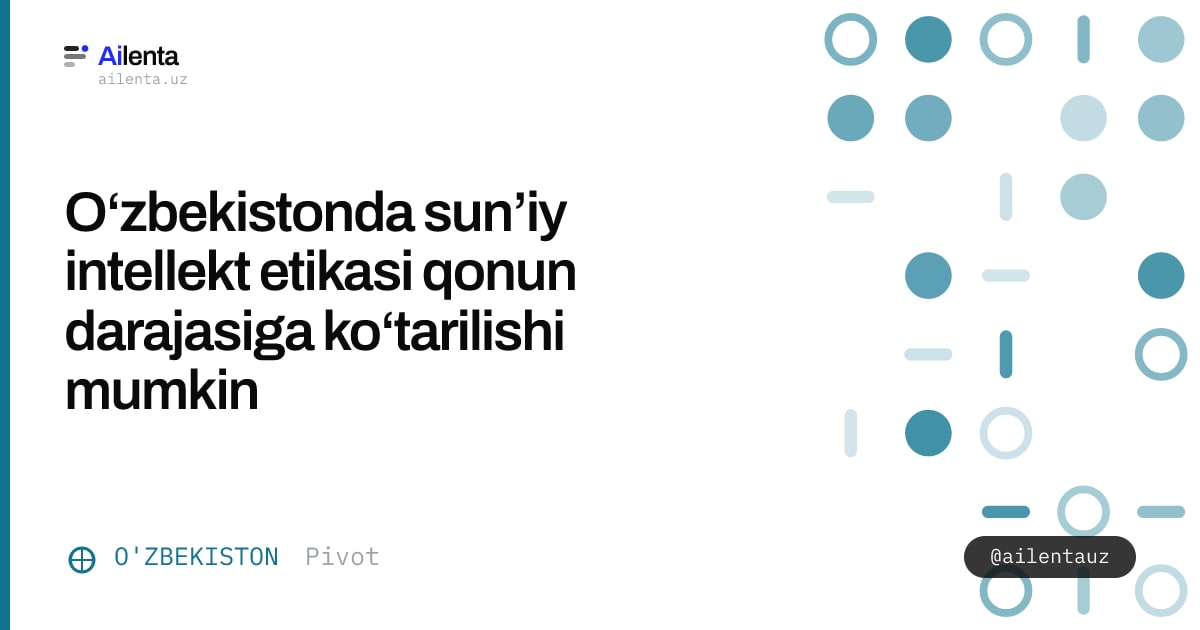 Ailenta
ailenta.uz
O‘zbekistonda sun’iy
intellekt etikasi qonun
darajasiga ko‘tarilishi
mumkin
O'ZBEKISTON Pivot
@ailentauz